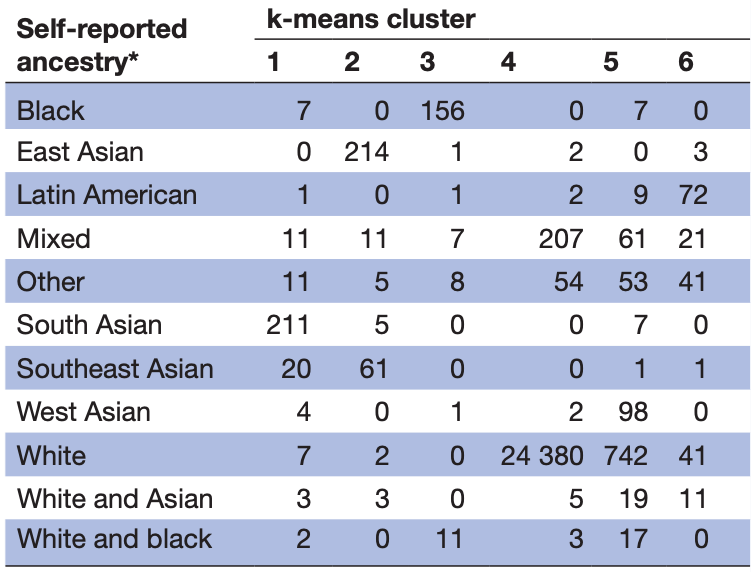 Self-reported ancestry* k-means cluster
1 2 3 4 5 6
Black 7 0 156 0 7 0
East Asian 0 214 1 2 0 3
Latin American 1 0 1 2 9 72
Mixed 11 11 7 207 61 21
Other 11 5 8 54 53 41
South Asian 211 5 0 0 7 0
Southeast Asian 20 61 0 0 1 1
West Asian 4 0 1 2 98 0
White 7 2 0 24 380 742 41
White and Asian 3 3 0 5 19 11
White and black 2 0 11 3 17 0